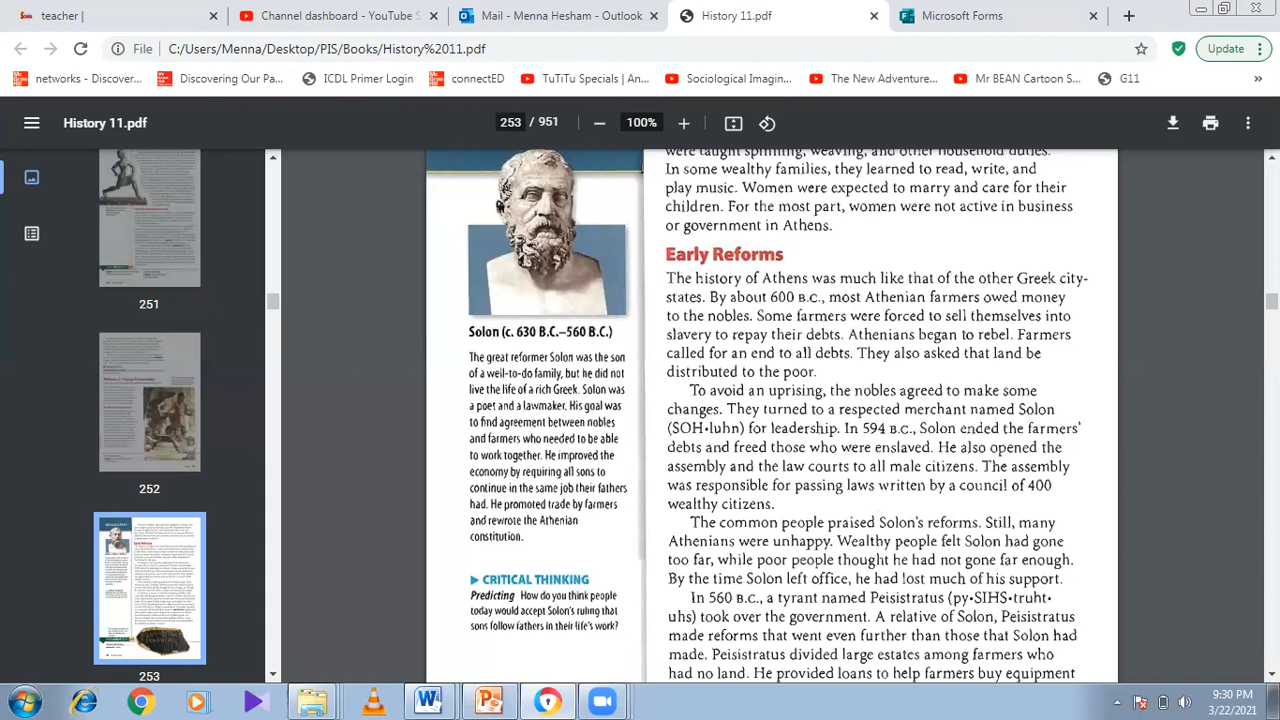 teacher |
Channel dashboard - YouTube S
Mail - Menna Hesham - Outlook
History 11.pdf
Microsoft Forms
File
C:/Users/Menna/Desktop/PIS/Books/History%2011.pdf
Update
networks - Discover...
Discovering Our Pa...
ICDL Primer Login
ConnectED
TuTiTu Specials | An...
Sociological Imagin...
The New Adventure...
Mr BEAN Cartoon S...
G11
»
History 11.pdf
253 / 951
100%
251
252
253
Solon (c. 630 B.C.–560 B.C.)
The great reformer Solon was the son
of a well-to-do family, but he did not
live the life of a rich Greek. Solon was
a poet and a lawmaker. His goal was
to find agreement between nobles
and farmers who needed to be able
to work together. He improved the
economy by requiring all sons to
continue in the same job their fathers
had. He promoted trade by farmers
and rewrote the Athenian
constitution.
▶ CRITICAL THINKING
Predicting How do you think people
today would accept Solon's ruling that
sons follow fathers in their life's work?
were taught spinning, weaving, and other household
In some wealthy families, they learned to read, write, and
play music. Women were expected to marry and care for their
children. For the most part, women were not active in business
or government in Athens.
Early Reforms
The history of Athens was much like that of the other Greek city-
states. By about 600 B.C., most Athenian farmers owed money
to the nobles. Some farmers were forced to sell themselves into
slavery to repay their debts. Athenians began to rebel. Farmers
called for an end to all debts. They also asked that land be
distributed to the poor.
To avoid an uprising, the nobles agreed to make some
changes. They turned to a respected merchant named Solon
(SOH•luhn) for leadership. In 594 B.C., Solon ended the farmers'
debts and freed those who were enslaved. He also opened the
assembly and the law courts to all male citizens. The assembly
was responsible for passing laws written by a council of 400
wealthy citizens.
The common people praised Solon's reforms. Still, many
Athenians were unhappy. Wealthy people felt Solon had gone
too far, while poor people thought he had not gone far enough.
By the time Solon left office, he had lost much of his support.
In 560 B.C., a tyrant named Peisistratus (py•SIHS•truht•
uhs) took over the government. A relative of Solon, Peisistratus
made reforms that went even further than those that Solon had
made. Peisistratus divided large estates among farmers who
had no land. He provided loans to help farmers buy equipment
9:30 PM
3/22/2021